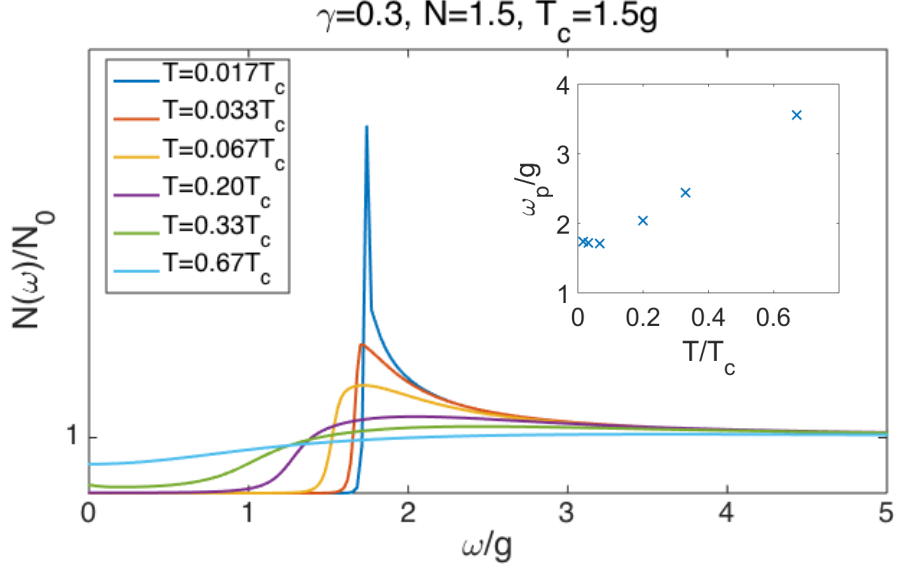 γ=0.3, N=1.5, T_c=1.5g
T=0.017T_c
T=0.033T_c
T=0.067T_c
T=0.20T_c
T=0.33T_c
T=0.67T_c
N(ω)/N_0
1
0 1 2 3 4 5
ω/g
4
3
2
1
ω_p/g
0 0.2 0.4 0.6
T/T_c